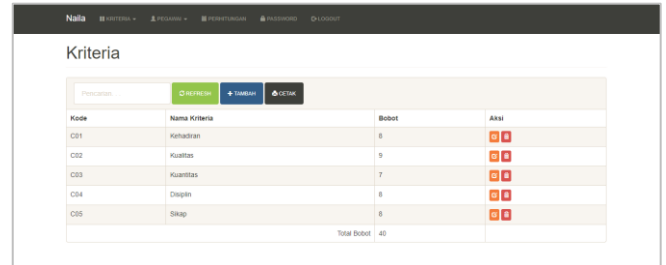 Naila KRITERIA PEGAWAI PERHITUNGAN PASSWORD LOGOUT
Kriteria
Pencarian... REFRESH TAMBAH CETAK
Kode Nama Kriteria Bobot Aksi
C01 Kehadiran 8
C02 Kualitas 9
C03 Kuantitas 7
C04 Disiplin 8
C05 Sikap 8
Total Bobot 40